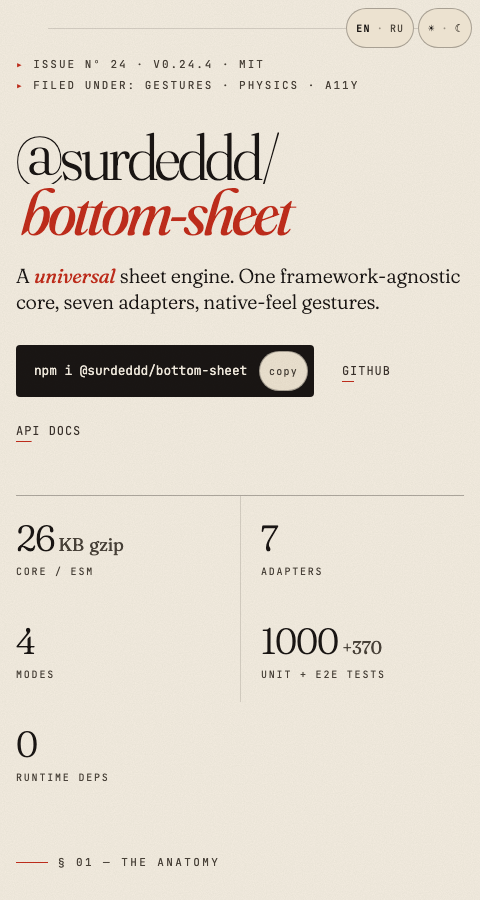 EN · RU
☀ · ☾
▸ ISSUE N° 24 · V0.24.4 · MIT
▸ FILED UNDER: GESTURES · PHYSICS · A11Y
@surdeddd/
bottom-sheet
A universal sheet engine. One framework-agnostic
core, seven adapters, native-feel gestures.
npm i @surdeddd/bottom-sheet
copy
GITHUB
API DOCS
26 KB gzip
CORE / ESM
7
ADAPTERS
4
MODES
1000 +370
UNIT + E2E TESTS
0
RUNTIME DEPS
§ 01 — THE ANATOMY